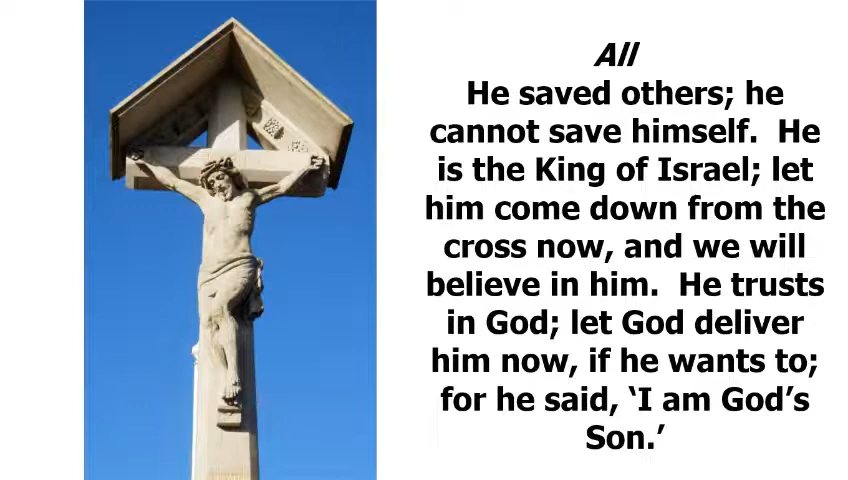 All
He saved others; he
cannot save himself.  He
is the King of Israel; let
him come down from the
cross now, and we will
believe in him.  He trusts
in God; let God deliver
him now, if he wants to;
for he said, ‘I am God’s
Son.’